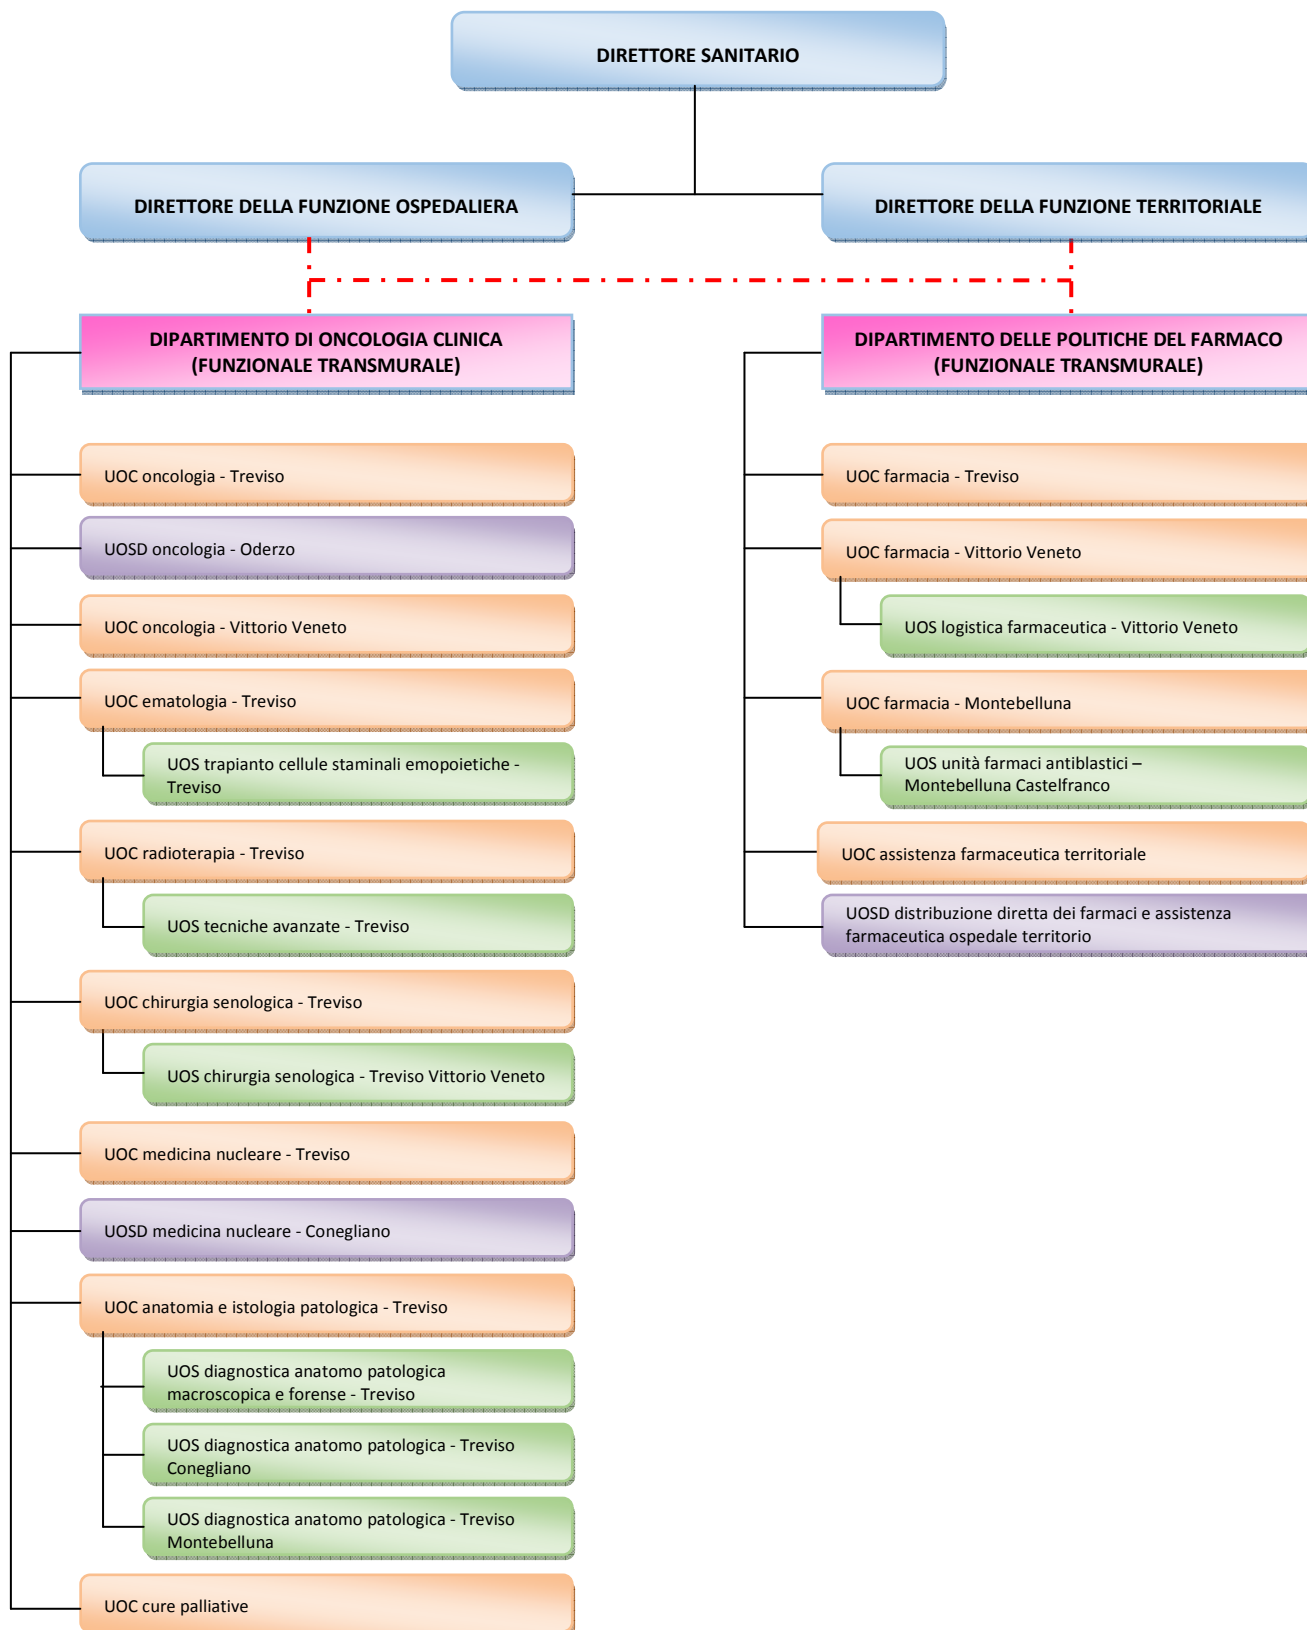 DIRETTORE SANITARIO
DIRETTORE DELLA FUNZIONE OSPEDALIERA
DIRETTORE DELLA FUNZIONE TERRITORIALE
DIPARTIMENTO DI ONCOLOGIA CLINICA
(FUNZIONALE TRANSMURALE)
UOC oncologia - Treviso
UOSD oncologia - Oderzo
UOC oncologia - Vittorio Veneto
UOC ematologia - Treviso
UOS trapianto cellule staminali emopoietiche -
Treviso
UOC radioterapia - Treviso
UOS tecniche avanzate - Treviso
UOC chirurgia senologica - Treviso
UOS chirurgia senologica - Treviso Vittorio Veneto
UOC medicina nucleare - Treviso
UOSD medicina nucleare - Conegliano
UOC anatomia e istologia patologica - Treviso
UOS diagnostica anatomo patologica
macroscopica e forense - Treviso
UOS diagnostica anatomo patologica - Treviso
Conegliano
UOS diagnostica anatomo patologica - Treviso
Montebelluna
UOC cure palliative
DIPARTIMENTO DELLE POLITICHE DEL FARMACO
(FUNZIONALE TRANSMURALE)
UOC farmacia - Treviso
UOC farmacia - Vittorio Veneto
UOS logistica farmaceutica - Vittorio Veneto
UOC farmacia - Montebelluna
UOS unità farmaci antiblastici –
Montebelluna Castelfranco
UOC assistenza farmaceutica territoriale
UOSD distribuzione diretta dei farmaci e assistenza
farmaceutica ospedale territorio